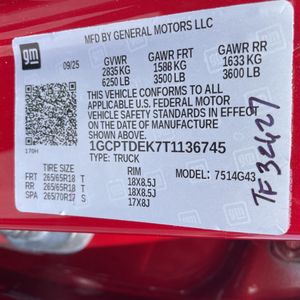 MFD BY GENERAL MOTORS LLC
gm
09/25
GVWR GAWR FRT GAWR RR
2835 KG 1588 KG 1633 KG
6250 LB 3500 LB 3600 LB
THIS VEHICLE CONFORMS TO ALL
APPLICABLE U.S. FEDERAL MOTOR
VEHICLE SAFETY STANDARDS IN EFFECT ON
THE DATE OF MANUFACTURE SHOWN ABOVE.
1GCPTDEK7T1136745
TYPE: TRUCK
170H
TIRE SIZE RIM MODEL: 7514G43
FRT 265/65R18 T 18X8.5J
RR 265/65R18 T 18X8.5J
SPA 265/70R17 S 17X8J